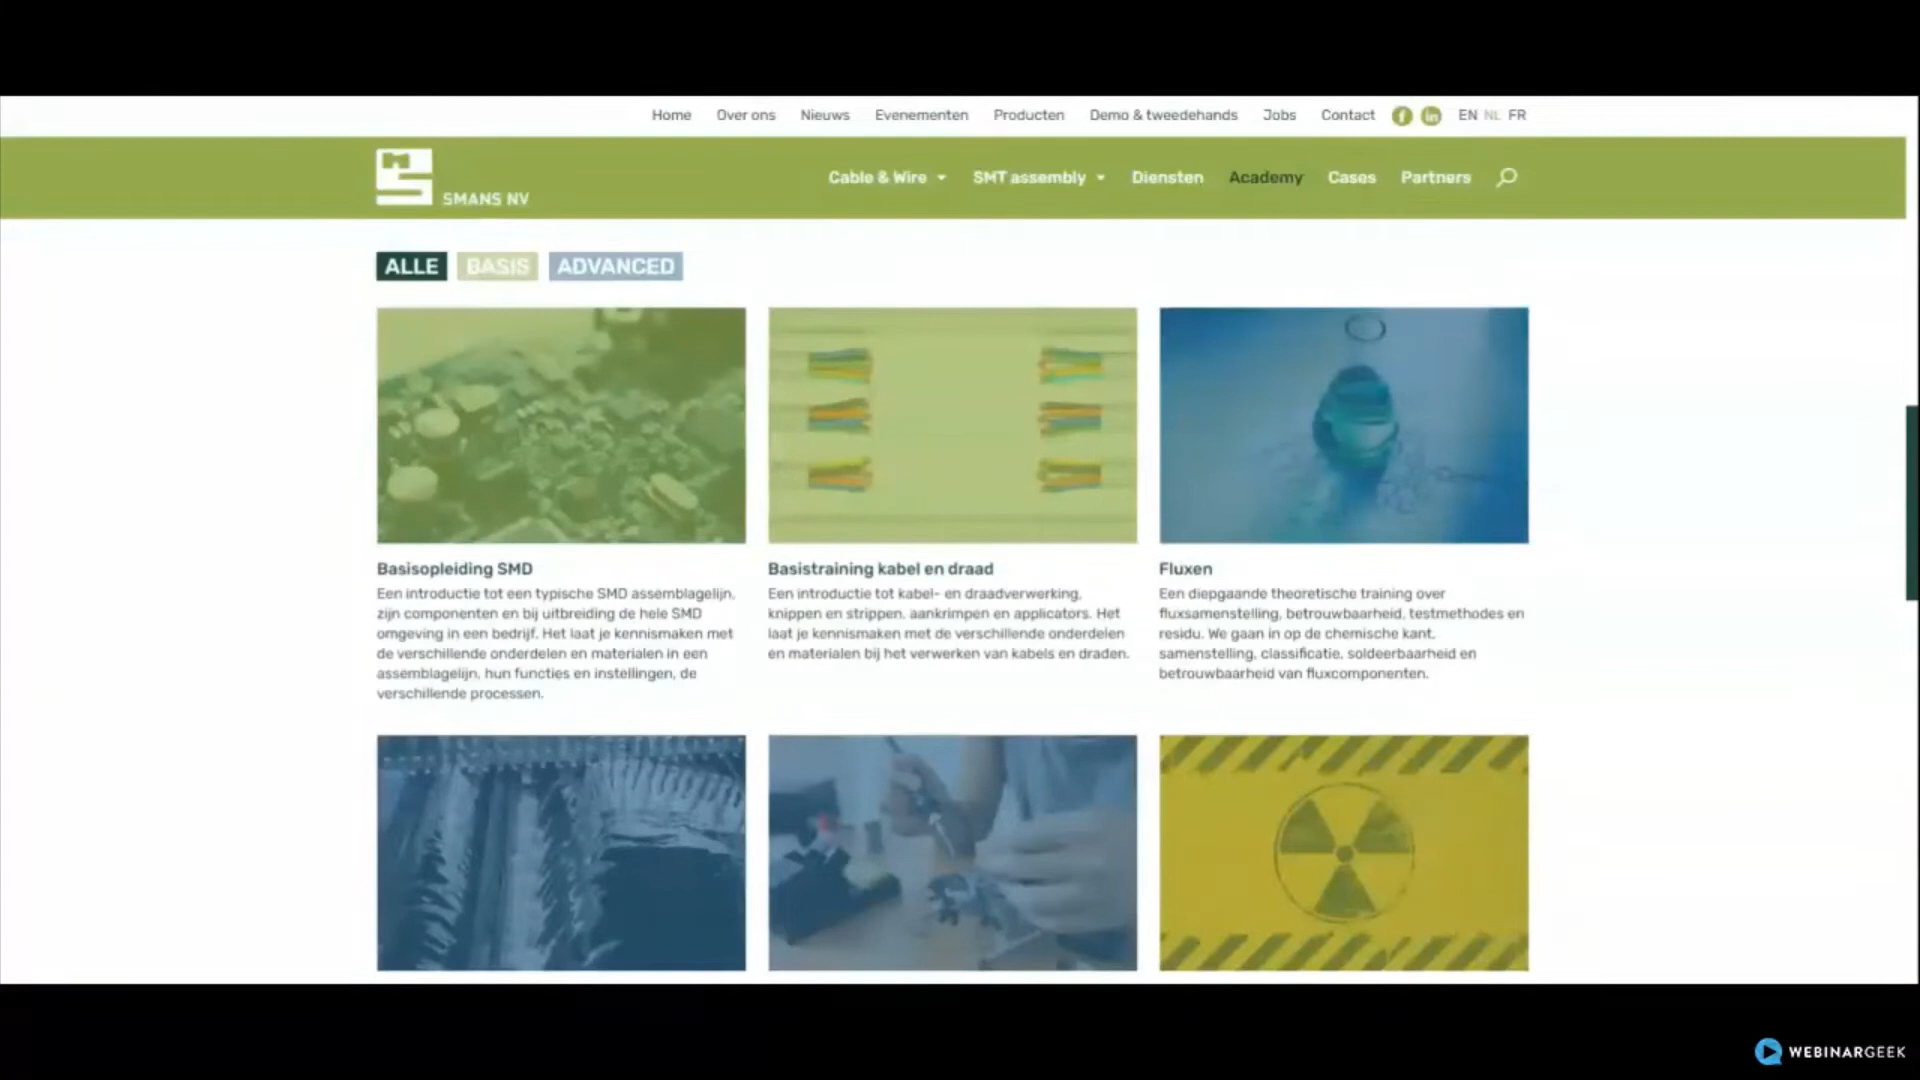 Home Over ons Nieuws Evenementen Producten Demo & tweedehands Jobs Contact f in EN NL FR
SMANS NV
Cable & Wire SMT assembly Diensten Academy Cases Partners
ALLE BASIS ADVANCED
Basisopleiding SMD
Een introductie tot een typische SMD assemblagelijn,
zijn componenten en bij uitbreiding de hele SMD
omgeving in een bedrijf. Het laat je kennismaken met
de verschillende onderdelen en materialen in een
assemblagelijn, hun functies en instellingen, de
verschillende processen.
Basistraining kabel en draad
Een introductie tot kabel- en draadverwerking,
knippen en strippen, aankrimpen en applicators. Het
laat je kennismaken met de verschillende onderdelen
en materialen bij het verwerken van kabels en draden.
Fluxen
Een diepgaande theoretische training over
fluxsamenstelling, betrouwbaarheid, testmethodes en
residu. We gaan in op de chemische kant,
samenstelling, classificatie, soldeerbaarheid en
betrouwbaarheid van fluxcomponenten.
WEBINARGEEK